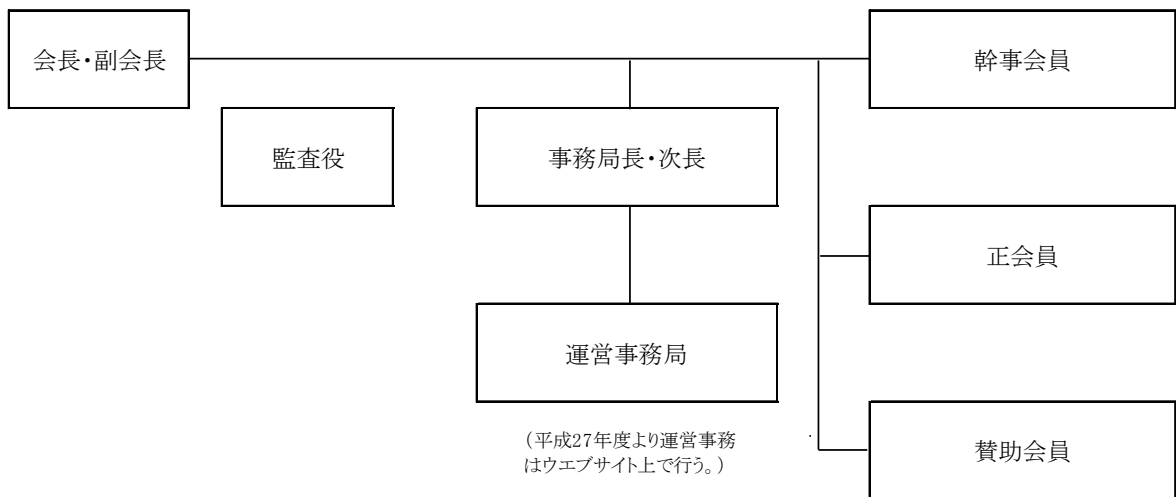 会長・副会長
幹事会員
監査役
事務局長・次長
正会員
運営事務局
（平成27年度より運営事務
はウエブサイト上で行う。）
賛助会員